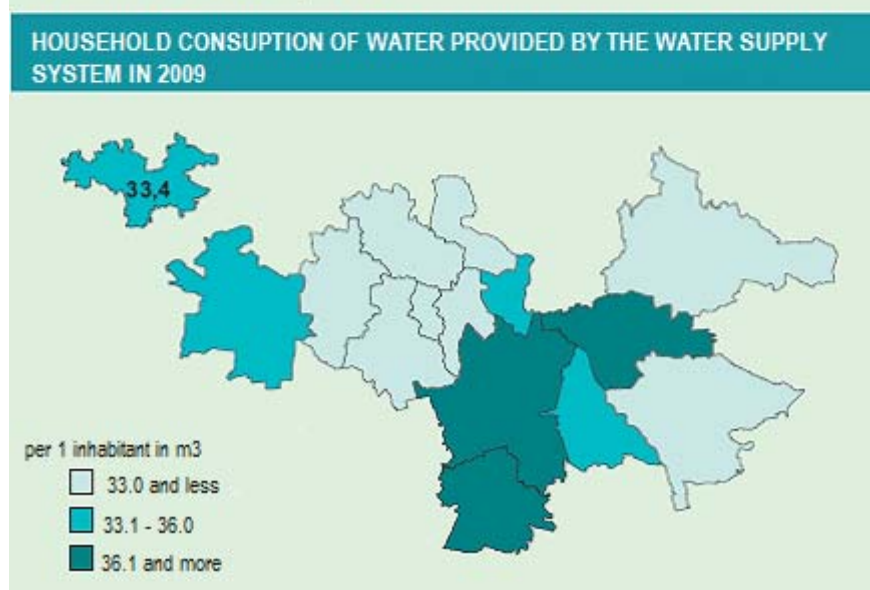 HOUSEHOLD CONSUPTION OF WATER PROVIDED BY THE WATER SUPPLY
SYSTEM IN 2009
33,4
per 1 inhabitant in m3
33.0 and less
33.1 - 36.0
36.1 and more